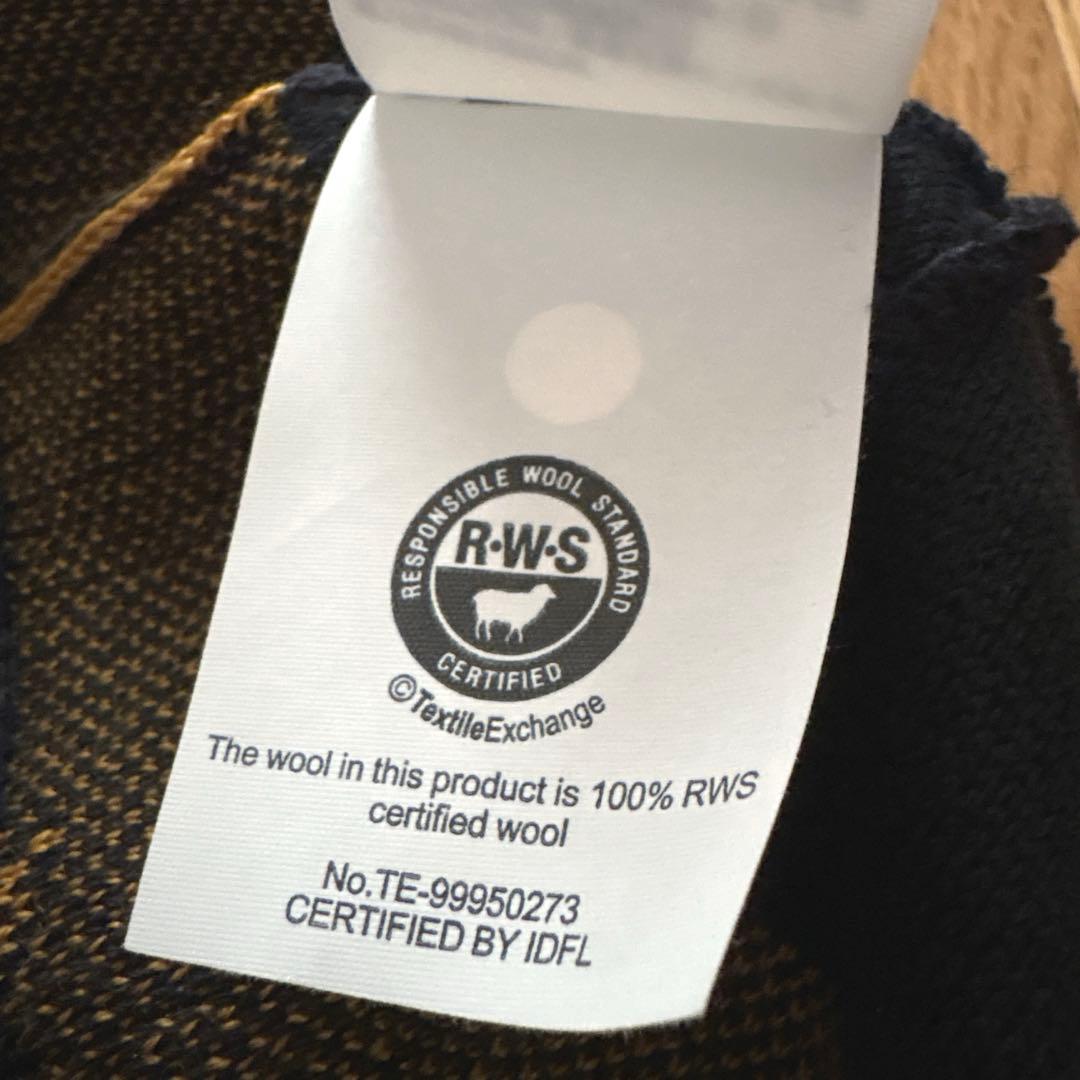 RESPONSIBLE WOOL STANDARD
R·W·S
CERTIFIED
©TextileExchange
The wool in this product is 100% RWS
certified wool
No.TE-99950273
CERTIFIED BY IDFL